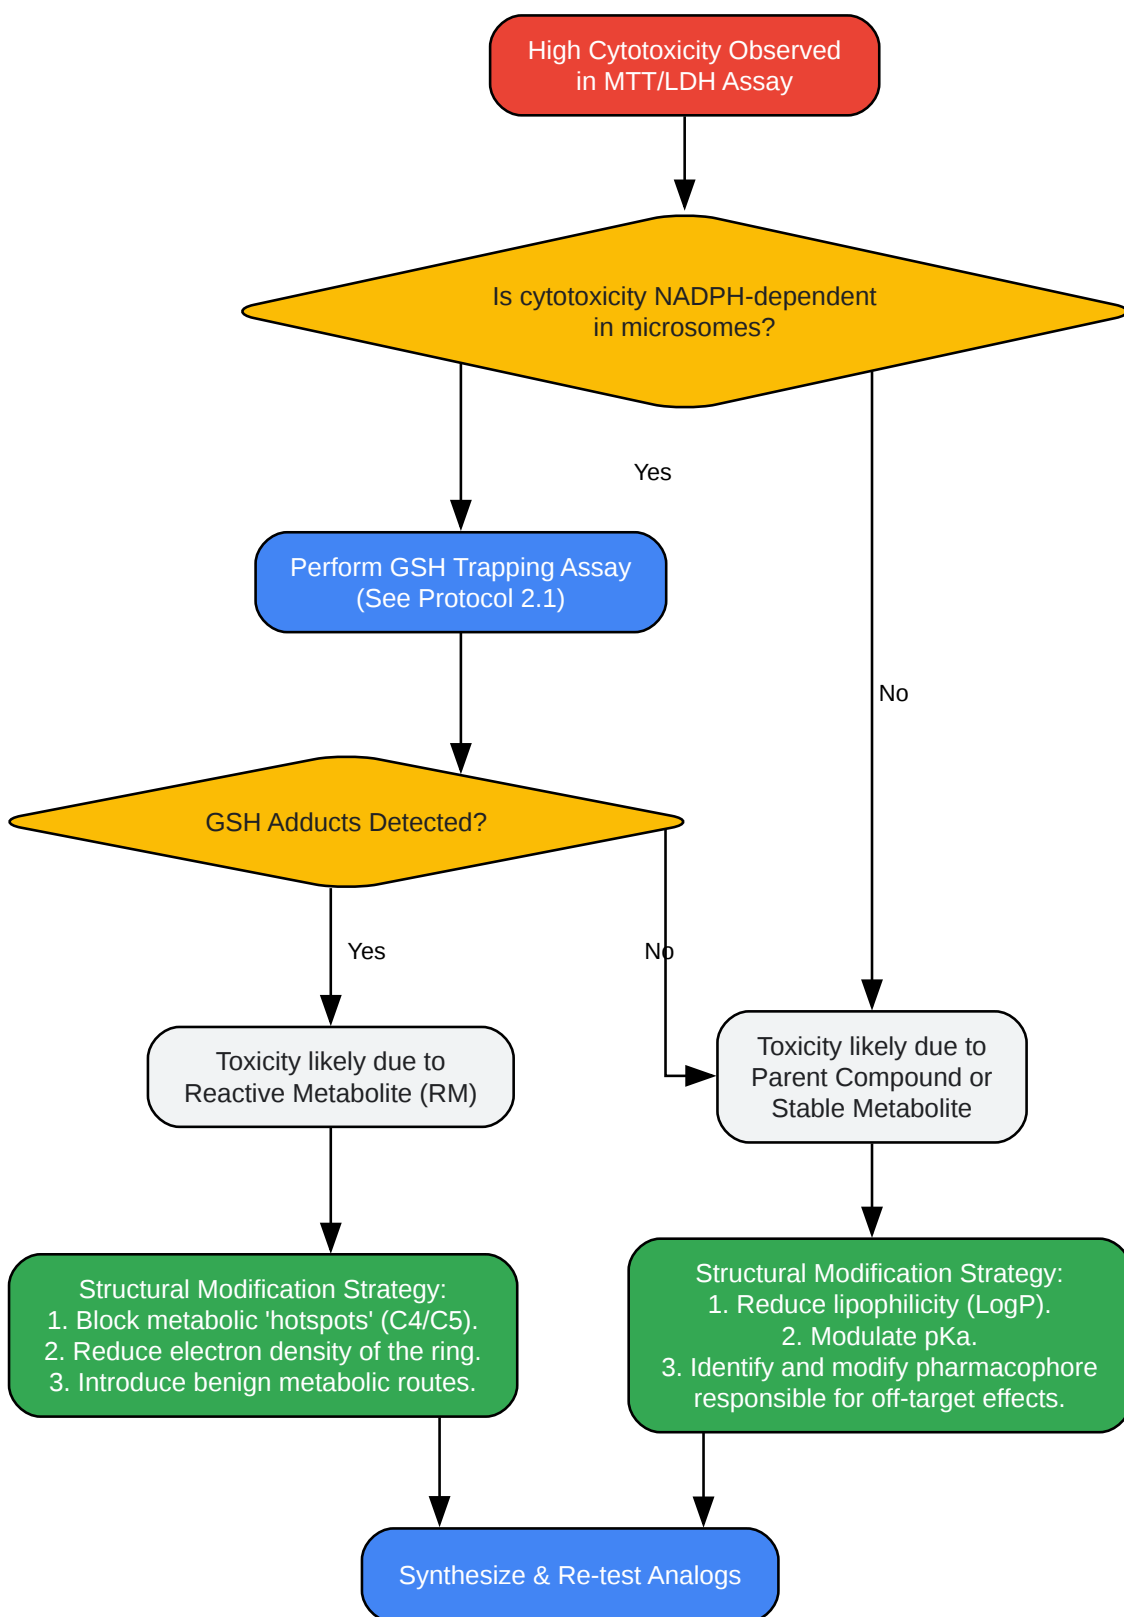 High Cytotoxicity Observed
in MTT/LDH Assay
Is cytotoxicity NADPH-dependent
in microsomes?
Yes
Perform GSH Trapping Assay
(See Protocol 2.1)
No
GSH Adducts Detected?
Yes
No
Toxicity likely due to
Reactive Metabolite (RM)
Toxicity likely due to
Parent Compound or
Stable Metabolite
Structural Modification Strategy:
1. Block metabolic 'hotspots' (C4/C5).
2. Reduce electron density of the ring.
3. Introduce benign metabolic routes.
Structural Modification Strategy:
1. Reduce lipophilicity (LogP).
2. Modulate pKa.
3. Identify and modify pharmacophore
responsible for off-target effects.
Synthesize & Re-test Analogs